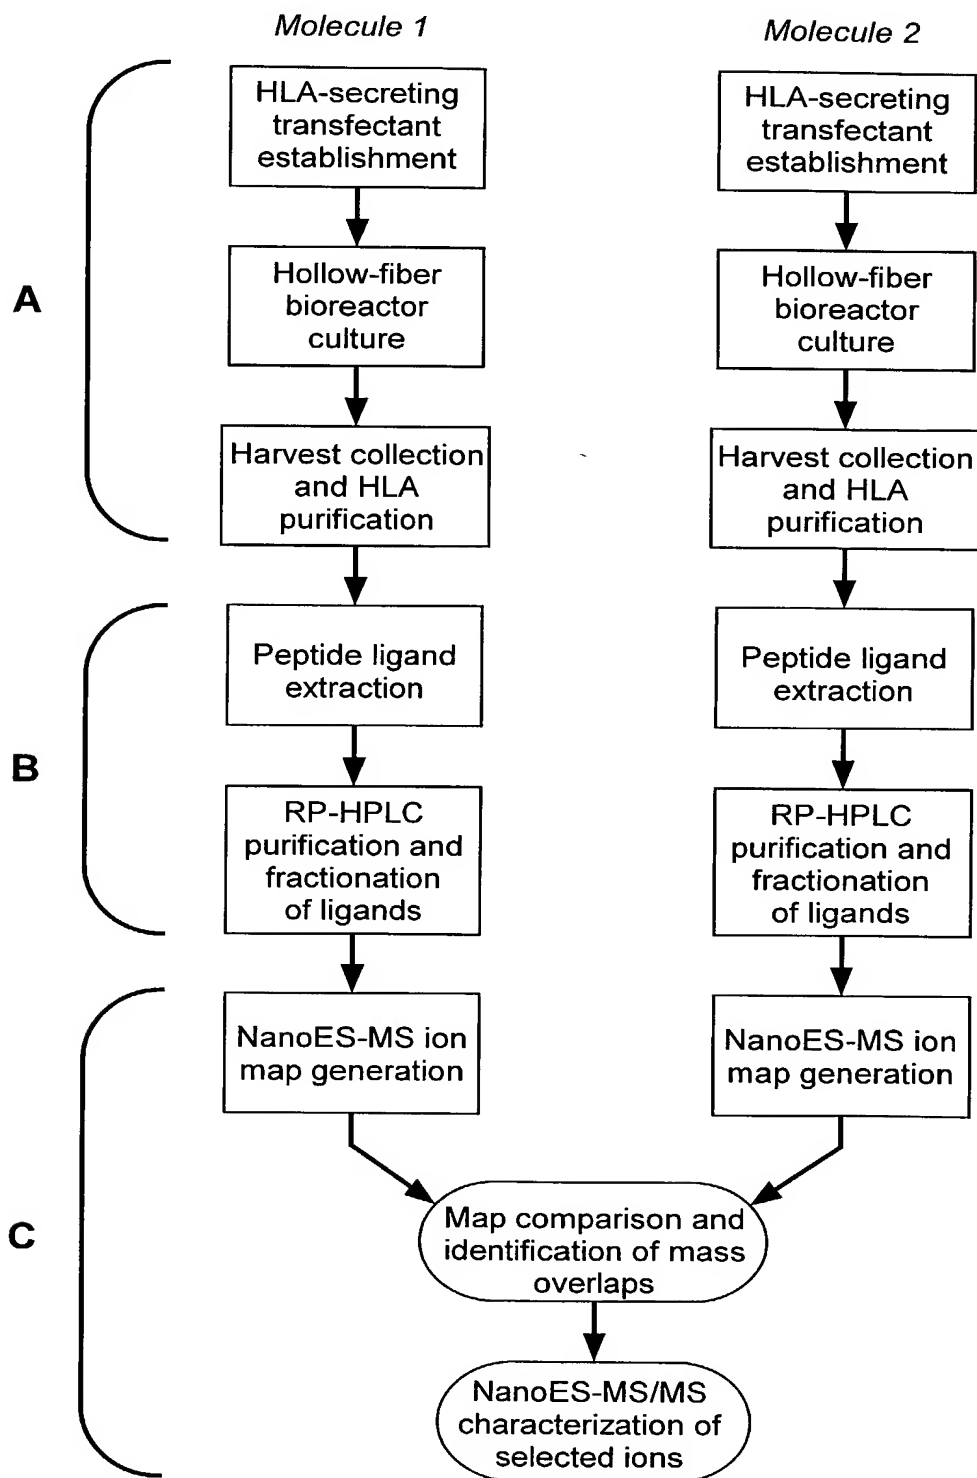 Molecule 1
HLA-secreting
transfectant
establishment
Hollow-fiber
bioreactor
culture
Harvest collection
and HLA
purification
Peptide ligand
extraction
RP-HPLC
purification and
fractionation
of ligands
NanoES-MS ion
map generation
Molecule 2
HLA-secreting
transfectant
establishment
Hollow-fiber
bioreactor
culture
Harvest collection
and HLA
purification
Peptide ligand
extraction
RP-HPLC
purification and
fractionation
of ligands
NanoES-MS ion
map generation
Map comparison and
identification of mass
overlaps
NanoES-MS/MS
characterization of
selected ions
A
B
C